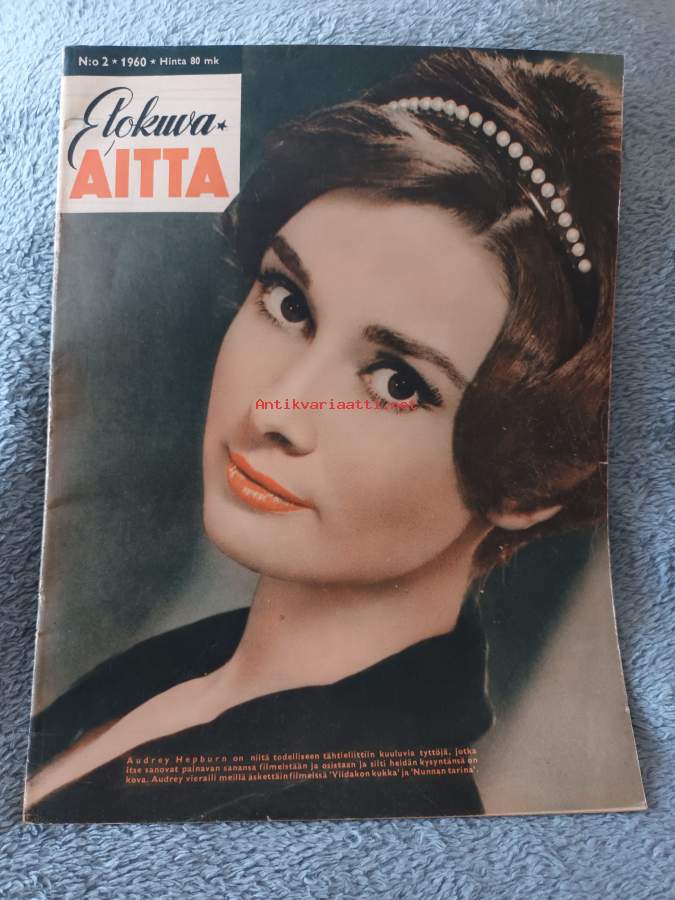 N:o 2 ★ 1960 ★ Hinta 80 mk
Elokuva★
AITTA
Antikvariaatti.net
Audrey Hepburn on niitä todelliseen tähtieliittiin kuuluvia tyttöjä, jotka
itse sanovat painavan sanansa filmeistään ja osistaan ja silti heidän kysyntänsä on
kova. Audrey vieraili meillä äskettäin filmeissä 'Viidakon kukka' ja 'Nunnan tarina'.